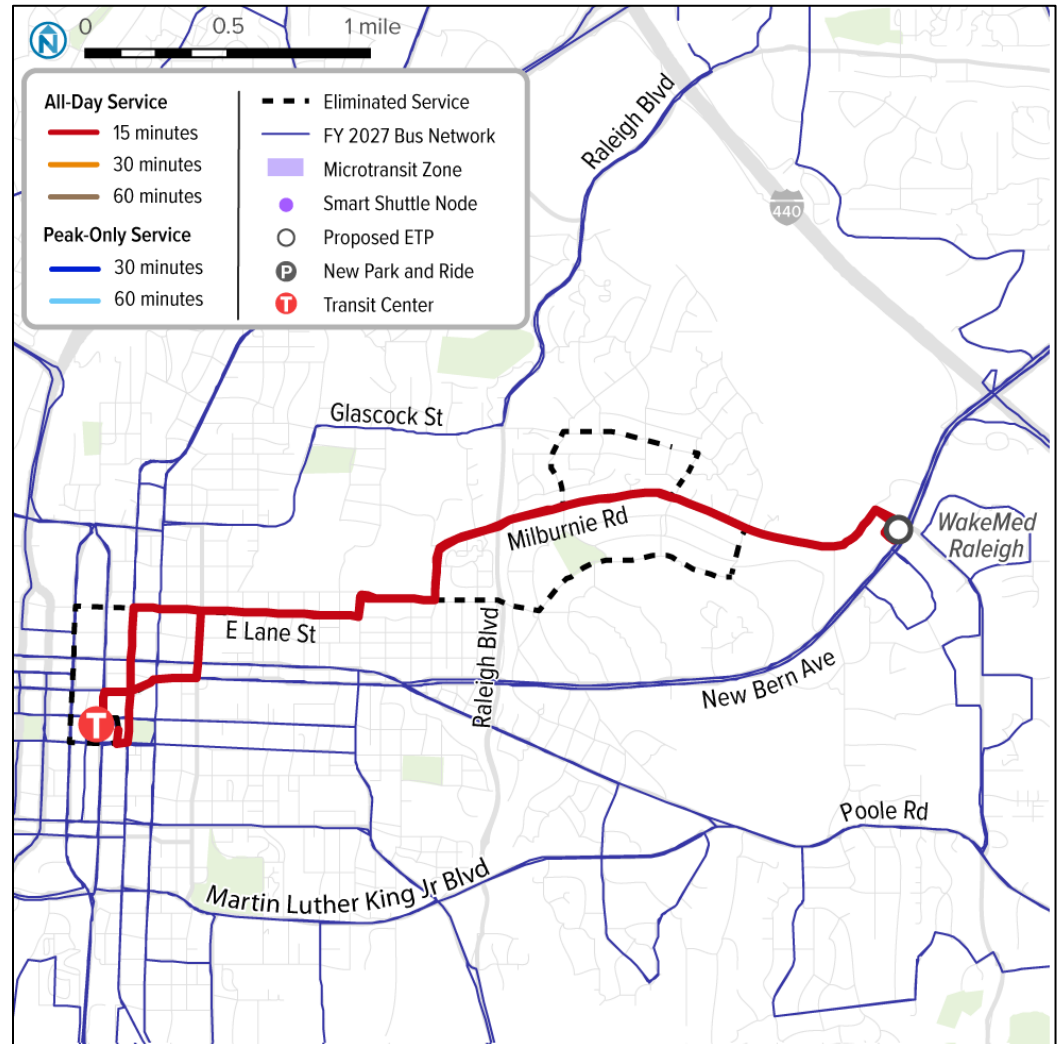 N
0 0.5 1 mile
All-Day Service
15 minutes
30 minutes
60 minutes
Peak-Only Service
30 minutes
60 minutes
Eliminated Service
FY 2027 Bus Network
Microtransit Zone
Smart Shuttle Node
Proposed ETP
P New Park and Ride
T Transit Center
Raleigh Blvd
440
Glascock St
Milburnie Rd
WakeMed
Raleigh
E Lane St
Raleigh Blvd
New Bern Ave
T
Poole Rd
Martin Luther King Jr Blvd